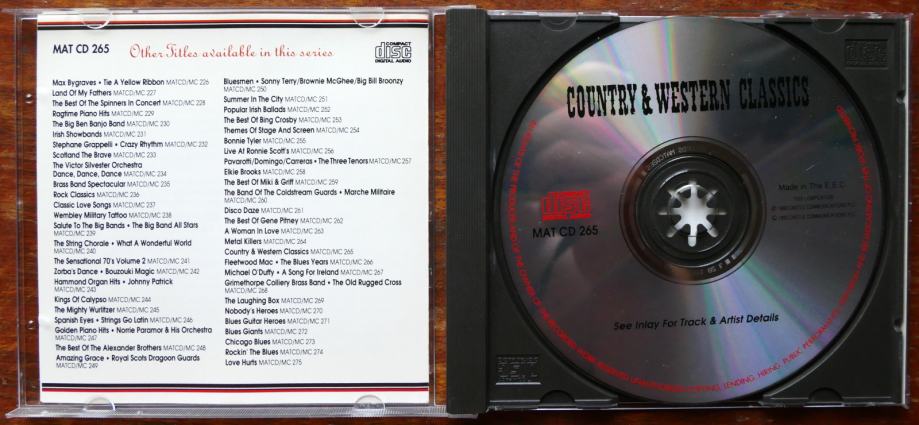 MAT CD 265
Other Titles available in this series
COMPACT
disc
DIGITAL AUDIO
Max Bygraves • Tie A Yellow Ribbon MATCD/MC 226
Land Of My Fathers MATCD/MC 227
The Best Of The Spinners In Concert MATCD/MC 228
Ragtime Piano Hits MATCD/MC 229
The Big Ben Banjo Band MATCD/MC 230
Irish Showbands MATCD/MC 231
Stephane Grappelli • Crazy Rhythm MATCD/MC 232
Scotland The Brave MATCD/MC 233
The Victor Silvester Orchestra
Dance, Dance, Dance MATCD/MC 234
Brass Band Spectacular MATCD/MC 235
Rock Classics MATCD/MC 236
Classic Love Songs MATCD/MC 237
Wembley Military Tattoo MATCD/MC 238
Salute To The Big Bands • The Big Band All Stars
MATCD/MC 239
The String Chorale • What A Wonderful World
MATCD/MC 240
The Sensational 70's Volume 2 MATCD/MC 241
Zorba's Dance • Bouzouki Magic MATCD/MC 242
Hammond Organ Hits • Johnny Patrick
MATCD/MC 243
Kings Of Calypso MATCD/MC 244
The Mighty Wurlitzer MATCD/MC 245
Spanish Eyes • Strings Go Latin MATCD/MC 246
Golden Piano Hits • Norrie Paramor & His Orchestra
MATCD/MC 247
The Best Of The Alexander Brothers MATCD/MC 248
Amazing Grace • Royal Scots Dragoon Guards
MATCD/MC 249
Bluesmen • Sonny Terry/Brownie McGhee/Big Bill Broonzy
MATCD/MC 250
Summer In The City MATCD/MC 251
Popular Irish Ballads MATCD/MC 252
The Best Of Bing Crosby MATCD/MC 253
Themes Of Stage And Screen MATCD/MC 254
Bonnie Tyler MATCD/MC 255
Live At Ronnie Scott's MATCD/MC 256
Pavarotti/Domingo/Carreras • The Three Tenors MATCD/MC 257
Elkie Brooks MATCD/MC 258
The Best Of Miki & Griff MATCD/MC 259
The Band Of The Coldstream Guards • Marche Militaire
MATCD/MC 260
Disco Daze MATCD/MC 261
The Best Of Gene Pitney MATCD/MC 262
A Woman In Love MATCD/MC 263
Metal Killers MATCD/MC 264
Country & Western Classics MATCD/MC 265
Fleetwood Mac • The Blues Years MATCD/MC 266
Michael O'Duffy • A Song For Ireland MATCD/MC 267
Grimethorpe Colliery Brass Band • The Old Rugged Cross
MATCD/MC 268
The Laughing Box MATCD/MC 269
Nobody's Heroes MATCD/MC 270
Blues Guitar Heroes MATCD/MC 271
Blues Giants MATCD/MC 272
Chicago Blues MATCD/MC 273
Rockin' The Blues MATCD/MC 274
Love Hurts MATCD/MC 275
COUNTRY & WESTERN CLASSICS
disc
MAT CD 265
Made in The E.E.C.
See Inlay For Track & Artist Details